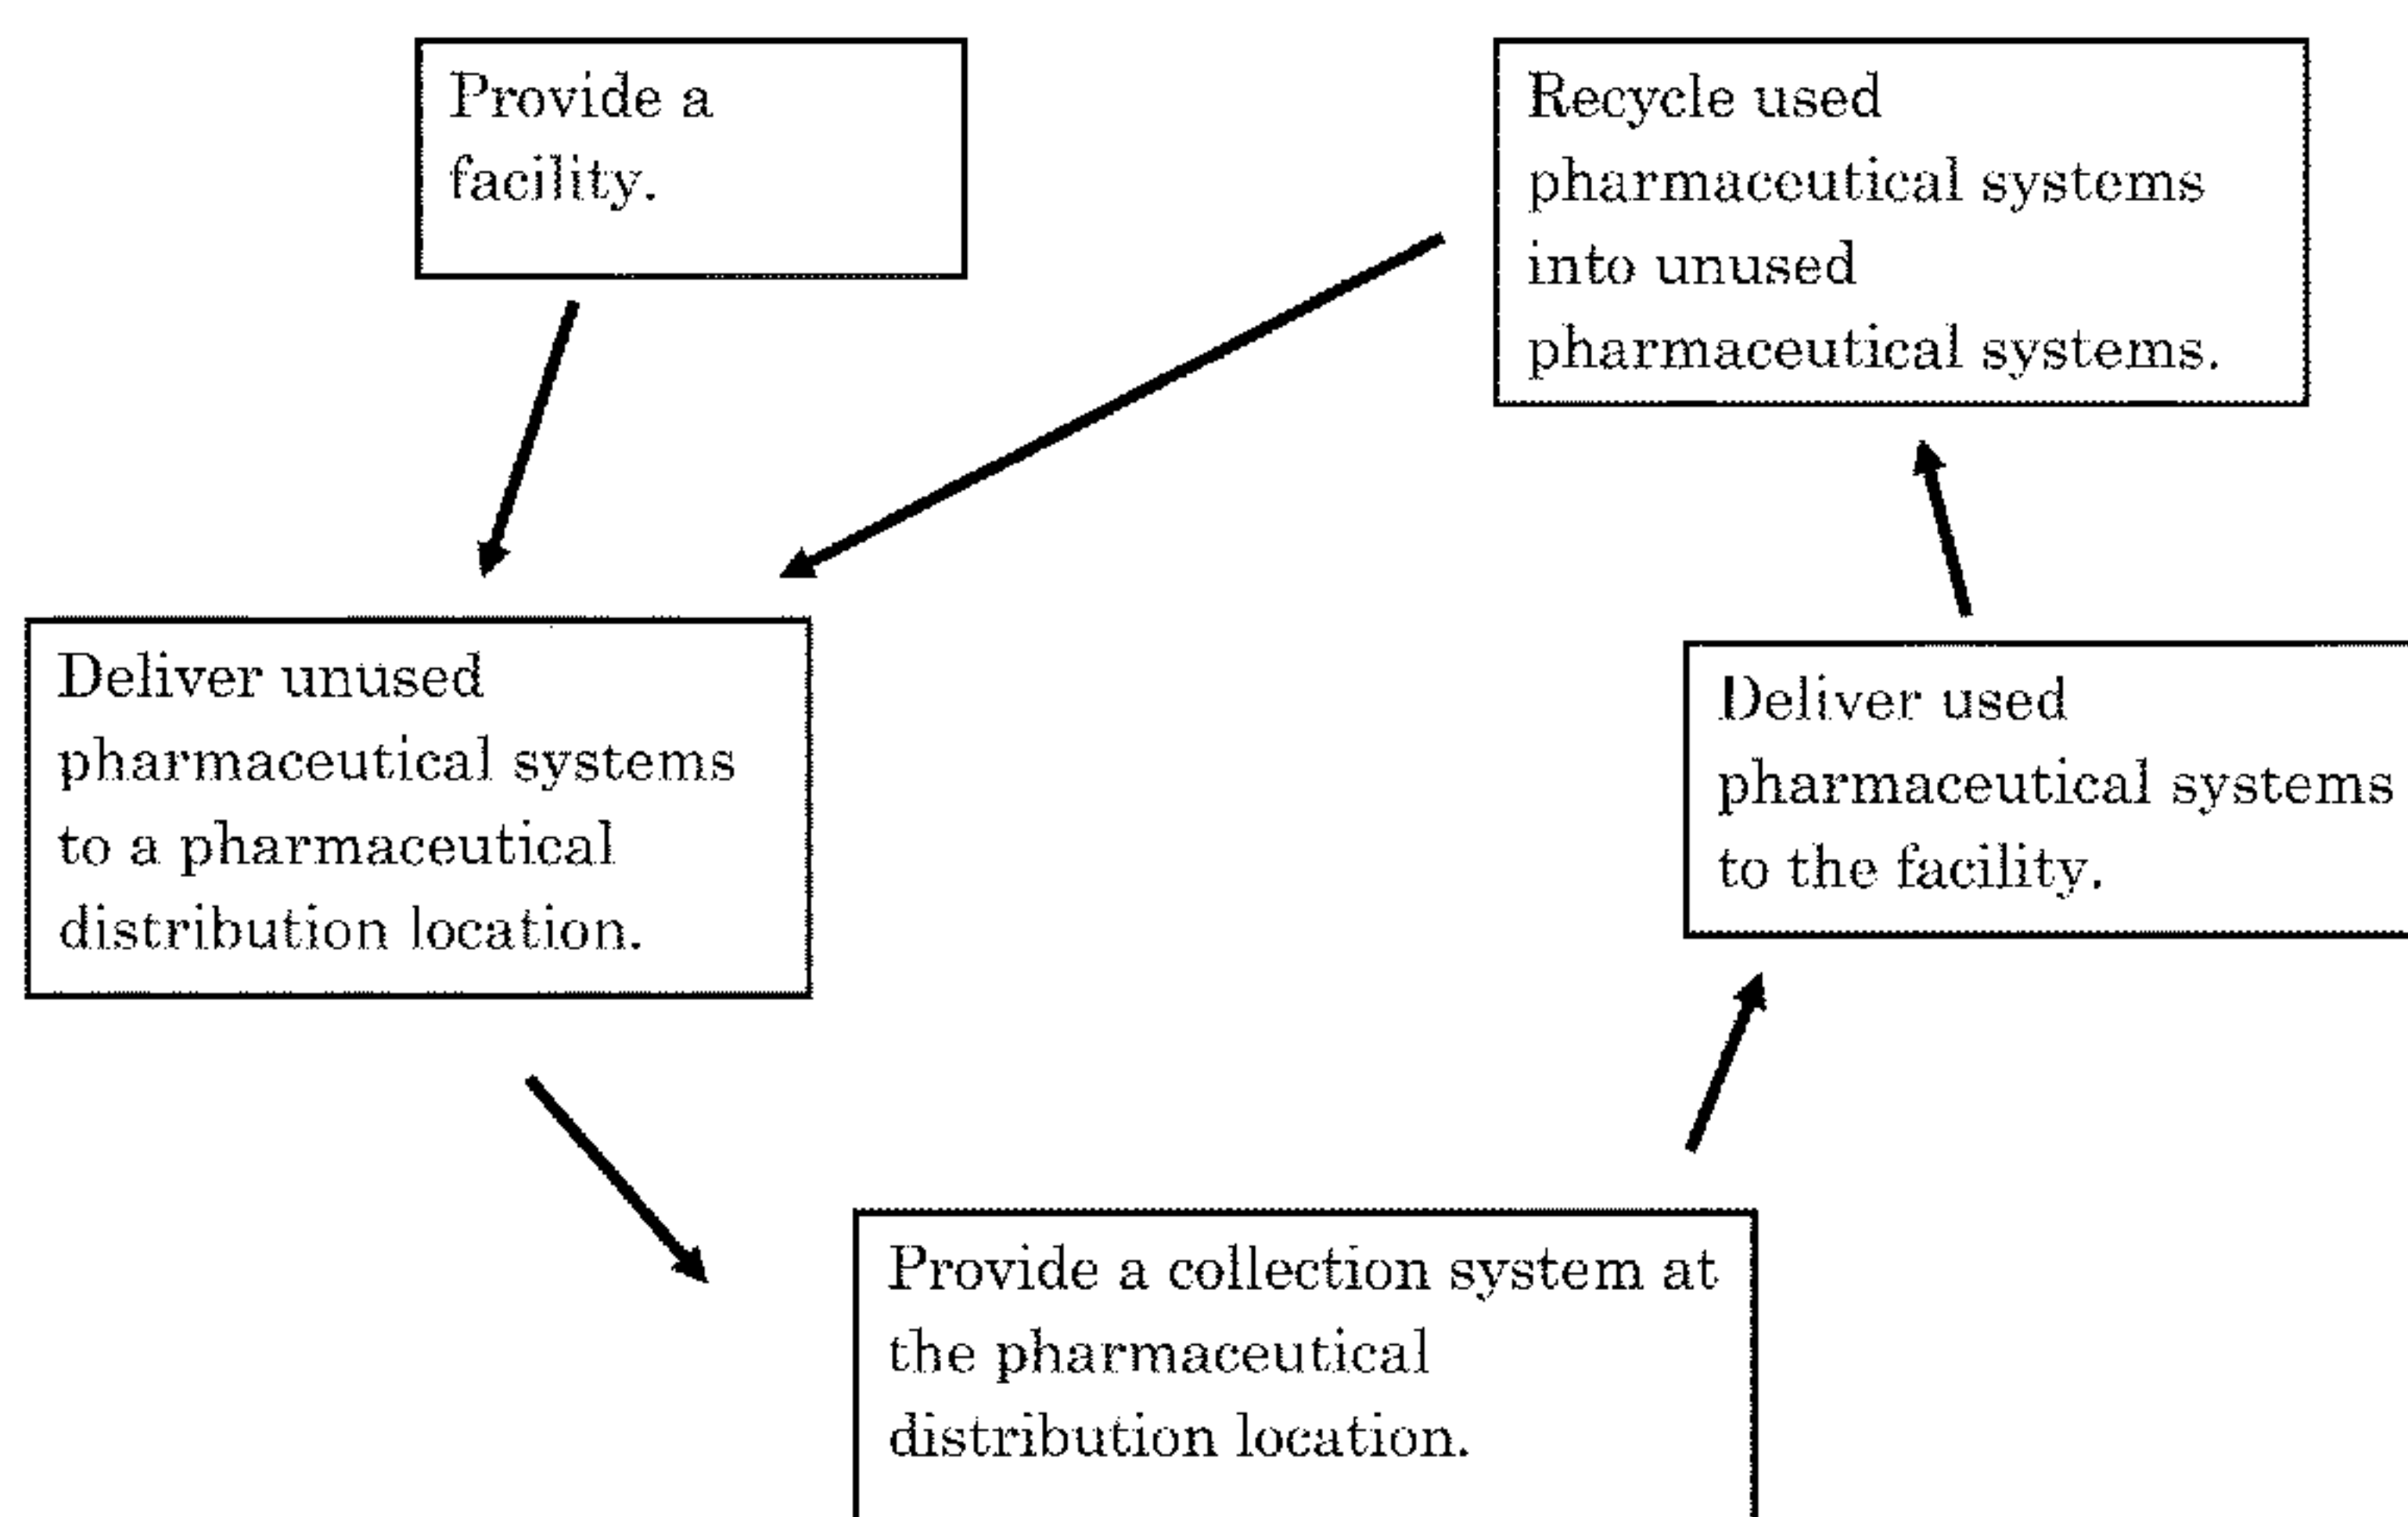 Provide a
facility.
Recycle used
pharmaceutical systems
into unused
pharmaceutical systems.
Deliver unused
pharmaceutical systems
to a pharmaceutical
distribution location.
Deliver used
pharmaceutical systems
to the facility.
Provide a collection system at
the pharmaceutical
distribution location.